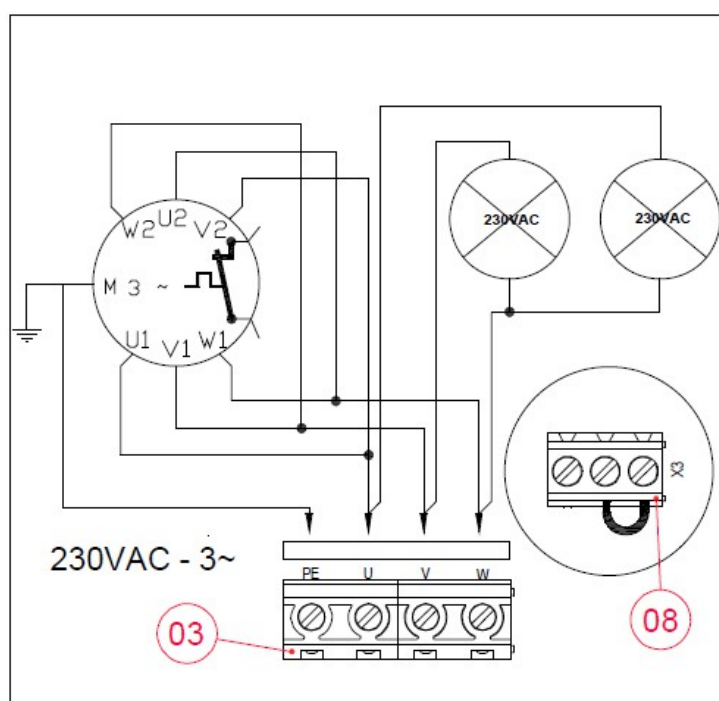 W2 U2 V2
230VAC 230VAC
M 3 ~
U1 V1 W1
X3
230VAC - 3~
PE U V W
03
08